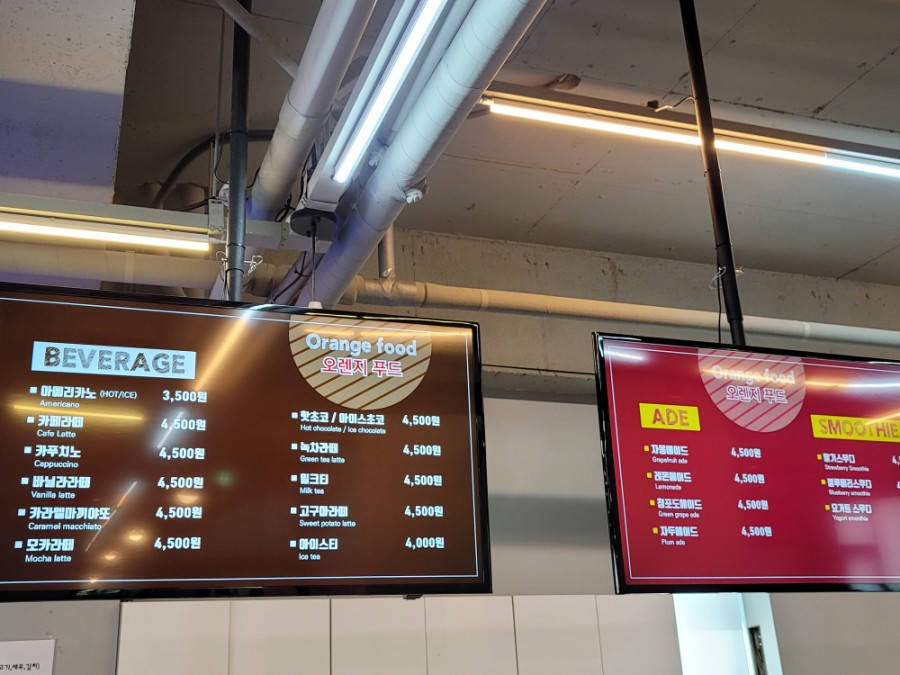 BEVERAGE
아메리카노 (HOT/ICE) 3,500원
Americano
카페라떼 4,500원
Cafe Latte
카푸치노 4,500원
Cappuccino
바닐라라떼 4,500원
Vanilla latte
카라멜마끼아또 4,500원
Caramel macchiato
모카라떼 4,500원
Mocha latte
Orange food
오렌지 푸드
핫초코 / 아이스초코 4,500원
Hot chocolate / Ice chocolate
녹차라떼 4,500원
Green tea latte
밀크티 4,500원
Milk tea
고구마라떼 4,500원
Sweet potato latte
아이스티 4,000원
Ice tea
Orange food
오렌지 푸드
ADE
자몽에이드 4,500원
Grapefruit ade
레몬에이드 4,500원
Lemonade
청포도에이드 4,500원
Green grape ade
자두에이드 4,500원
Plum ade
SMOOTHIE
딸기스무디
Strawberry Smoothie
블루베리스무디
Blueberry smoothie
요거트 스무디
Yogurt smoothie
고기,새우,김치)